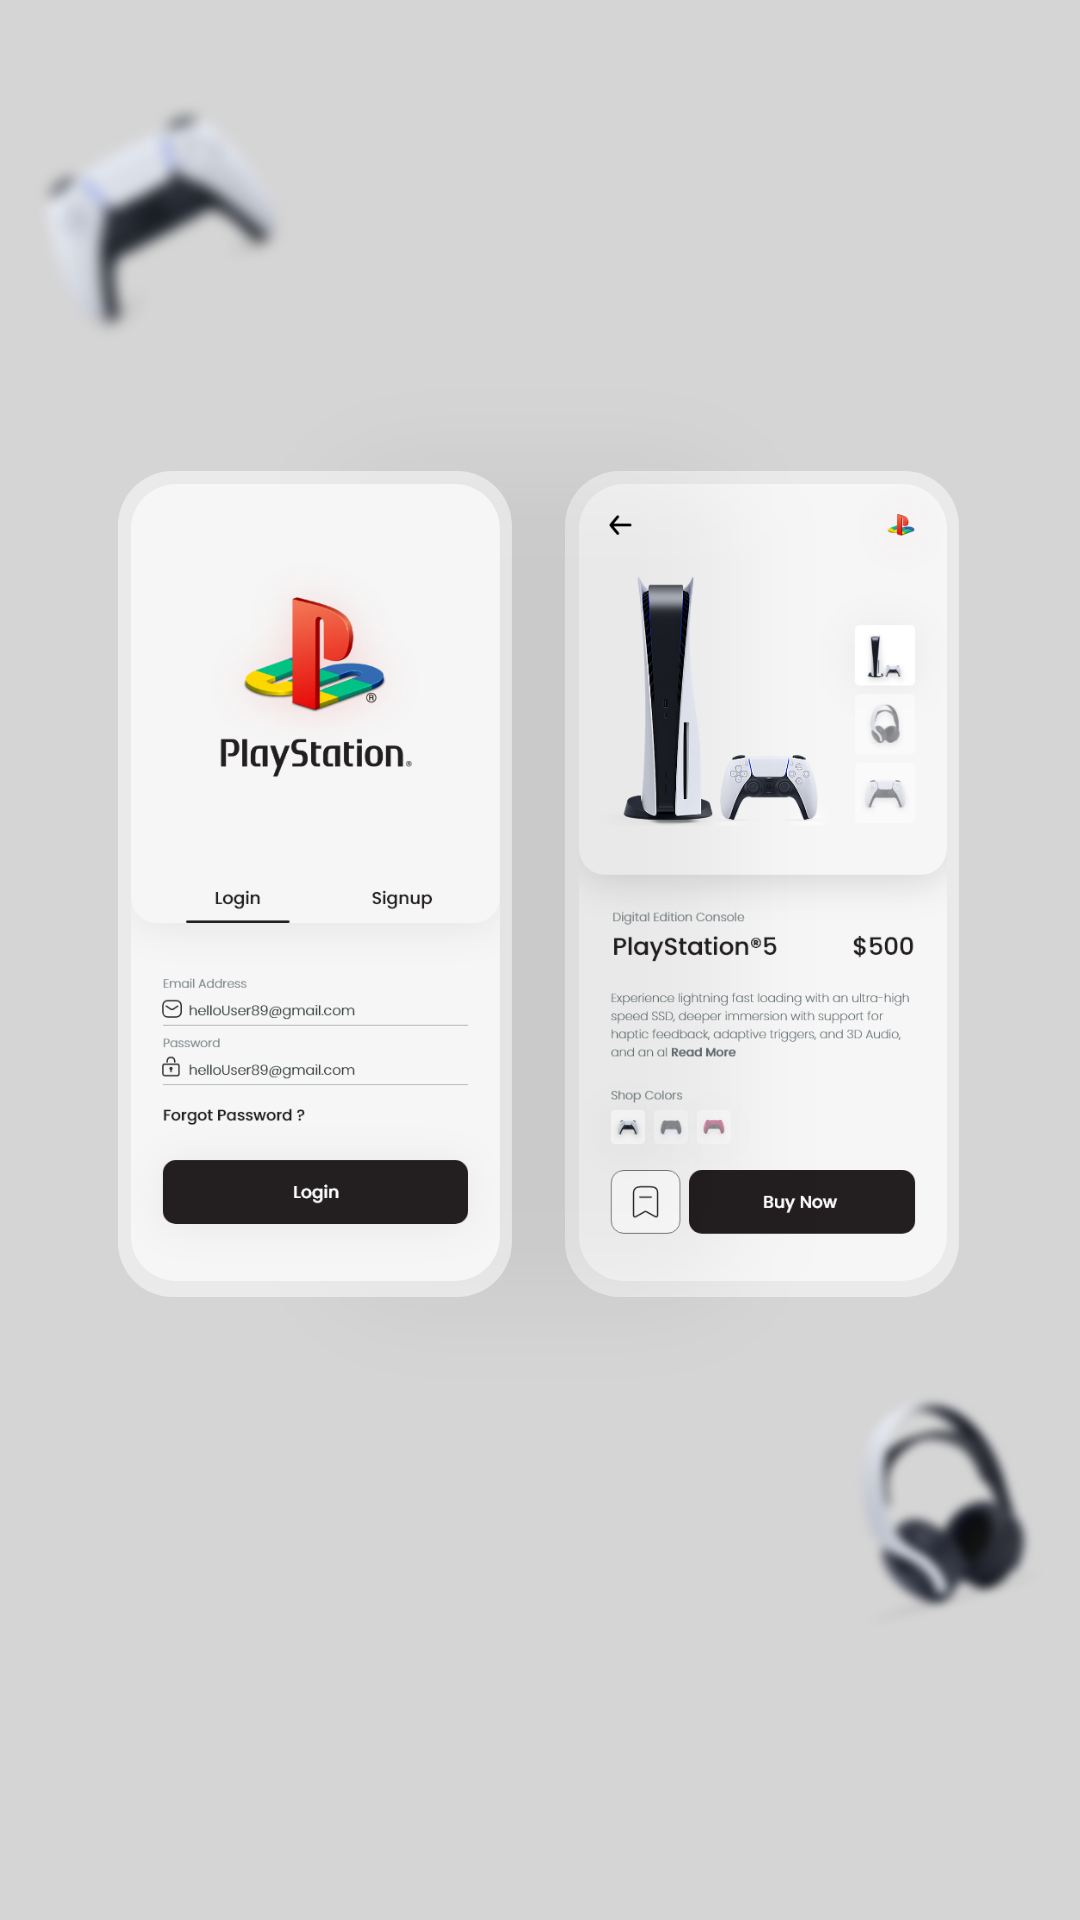 PlayStation®
Login
Signup
Email Address
helloUser89@gmail.com
Password
helloUser89@gmail.com
Forgot Password ?
Login
Digital Edition Console
PlayStation®5
$500
Experience lightning fast loading with an ultra-high
speed SSD, deeper immersion with support for
haptic feedback, adaptive triggers, and 3D Audio,
and an al Read More
Shop Colors
Buy Now